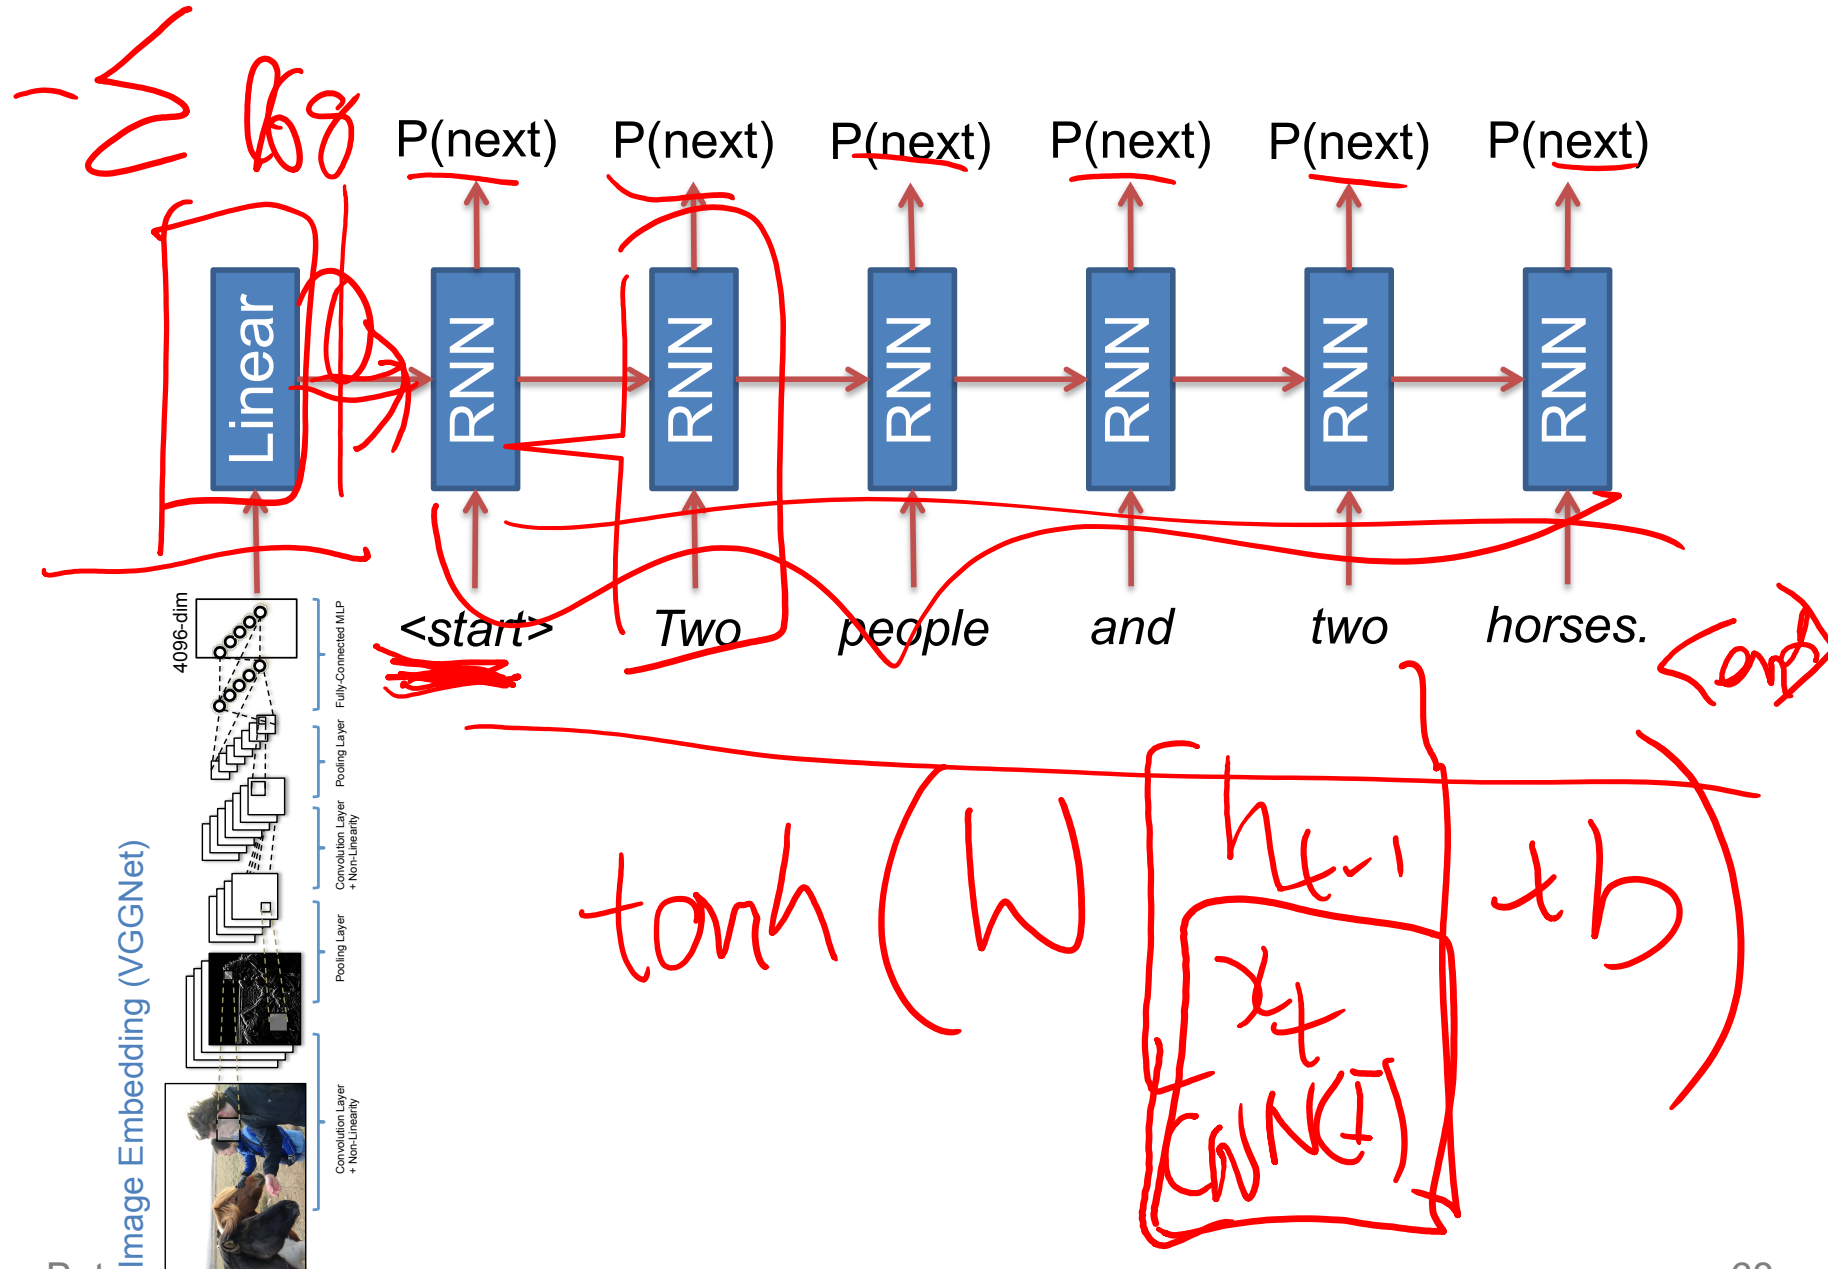 - Σ log
P(next) P(next) P(next) P(next) P(next) P(next)
Linear RNN RNN RNN RNN RNN RNN
<start> Two people and two horses. <end>
4096-dim
Fully-Connected MLP
Pooling Layer
Convolution Layer
+ Non-Linearity
Pooling Layer
Convolution Layer
+ Non-Linearity
Image Embedding (VGGNet)
tanh ( W [ h t-1
x t
CNN(I) ] + b )